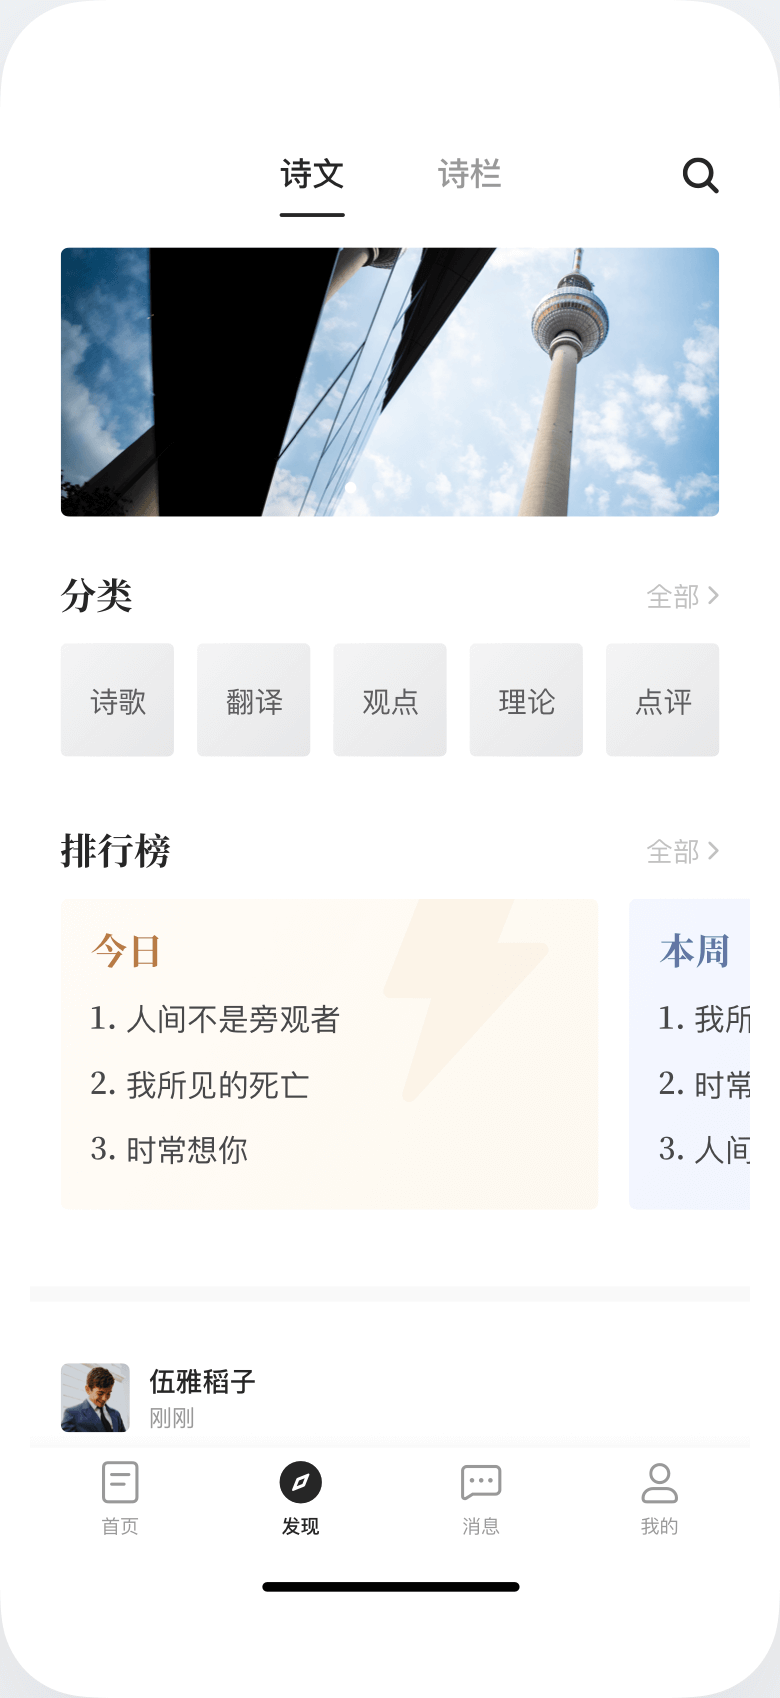 诗文 诗栏
分类 全部
诗歌 翻译 观点 理论 点评
排行榜 全部
今日
1. 人间不是旁观者
2. 我所见的死亡
3. 时常想你
本周
1. 我所
2. 时常
3. 人间
伍雅稻子
刚刚
首页 发现 消息 我的